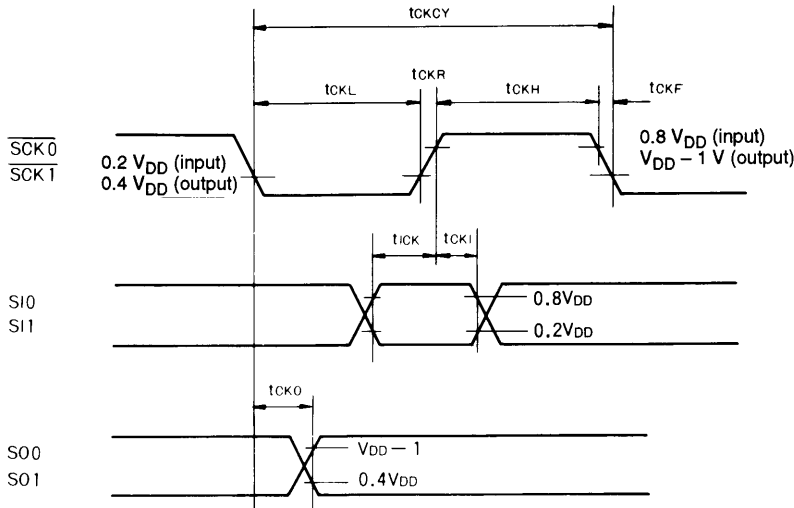 tCKCY
tCKR
tCKL
tCKH
tCKF
SCK0
SCK1
0.2 VDD (input)
0.4 VDD (output)
0.8 VDD (input)
VDD – 1 V (output)
tICK
tCKI
SI0
SI1
0.8VDD
0.2VDD
tCKO
SO0
SO1
VDD – 1
0.4VDD